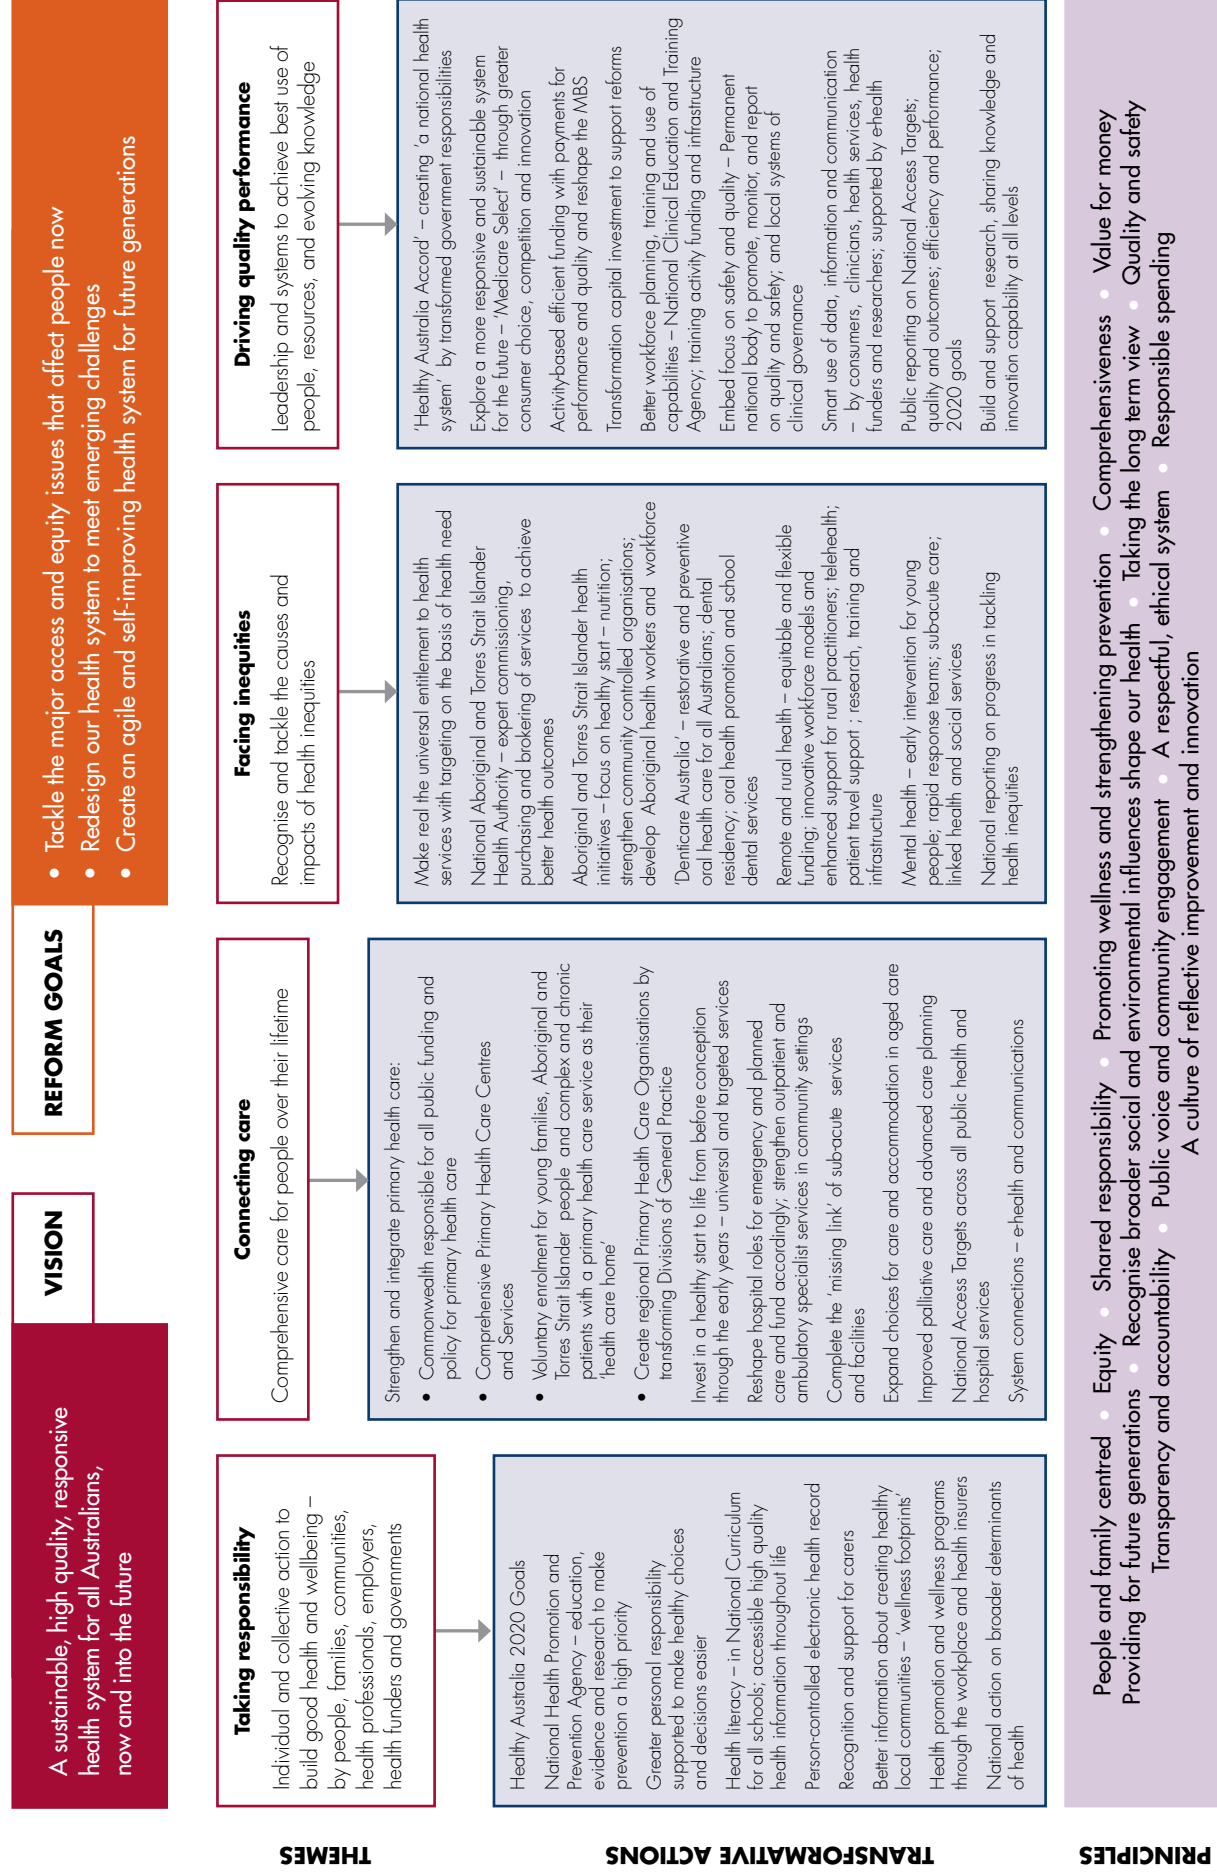 VISION
A sustainable, high quality, responsive
health system for all Australians,
now and into the future
REFORM GOALS
• Tackle the major access and equity issues that affect people now
• Redesign our health system to meet emerging challenges
• Create an agile and self-improving health system for future generations
THEMES
Taking responsibility
Individual and collective action to
build good health and wellbeing –
by people, families, communities,
health professionals, employers,
health funders and governments
Connecting care
Comprehensive care for people over their lifetime
Facing inequities
Recognise and tackle the causes and
impacts of health inequities
Driving quality performance
Leadership and systems to achieve best use of
people, resources, and evolving knowledge
TRANSFORMATIVE ACTIONS
Healthy Australia 2020 Goals
National Health Promotion and
Prevention Agency – education,
evidence and research to make
prevention a high priority
Greater personal responsibility
supported to make healthy choices
and decisions easier
Health literacy – in National Curriculum
for all schools; accessible high quality
health information throughout life
Person-controlled electronic health record
Recognition and support for carers
Better information about creating healthy
local communities – ‘wellness footprints’
Health promotion and wellness programs
through the workplace and health insurers
National action on broader determinants
of health
Strengthen and integrate primary health care:
• Commonwealth responsible for all public funding and
policy for primary health care
• Comprehensive Primary Health Care Centres
and Services
• Voluntary enrolment for young families, Aboriginal and
Torres Strait Islander people and complex and chronic
patients with a primary health care service as their
‘health care home’
• Create regional Primary Health Care Organisations by
transforming Divisions of General Practice
Invest in a healthy start to life from before conception
through the early years – universal and targeted services
Reshape hospital roles for emergency and planned
care and fund accordingly; strengthen outpatient and
ambulatory specialist services in community settings
Complete the ‘missing link’ of sub-acute services
and facilities
Expand choices for care and accommodation in aged care
Improved palliative care and advanced care planning
National Access Targets across all public health and
hospital services
System connections – e-health and communications
Make real the universal entitlement to health
services with targeting on the basis of health need
National Aboriginal and Torres Strait Islander
Health Authority – expert commissioning,
purchasing and brokering of services to achieve
better health outcomes
Aboriginal and Torres Strait Islander health
initiatives – focus on healthy start – nutrition;
strengthen community controlled organisations;
develop Aboriginal health workers and workforce
‘Denticare Australia’ – restorative and preventive
oral health care for all Australians; dental
residency; oral health promotion and school
dental services
Remote and rural health – equitable and flexible
funding; innovative workforce models and
enhanced support for rural practitioners; telehealth;
patient travel support ; research, training and
infrastructure
Mental health – early intervention for young
people; rapid response teams; sub-acute care;
linked health and social services
National reporting on progress in tackling
health inequities
‘Healthy Australia Accord’ – creating ‘a national health
system’ by transformed government responsibilities
Explore a more responsive and sustainable system
for the future – ‘Medicare Select’ – through greater
consumer choice, competition and innovation
Activity-based efficient funding with payments for
performance and quality and reshape the MBS
Transformation capital investment to support reforms
Better workforce planning, training and use of
capabilities – National Clinical Education and Training
Agency; training activity funding and infrastructure
Embed focus on safety and quality – Permanent
national body to promote, monitor, and report
on quality and safety; and local systems of
clinical governance
Smart use of data, information and communication
– by consumers, clinicians, health services, health
funders and researchers; supported by e-health
Public reporting on National Access Targets;
quality and outcomes; efficiency and performance;
2020 goals
Build and support research, sharing knowledge and
innovation capability at all levels
PRINCIPLES
People and family centred • Equity • Shared responsibility • Promoting wellness and strengthening prevention • Comprehensiveness • Value for money
Providing for future generations • Recognise broader social and environmental influences shape our health • Taking the long term view • Quality and safety
Transparency and accountability • Public voice and community engagement • A respectful, ethical system • Responsible spending
A culture of reflective improvement and innovation